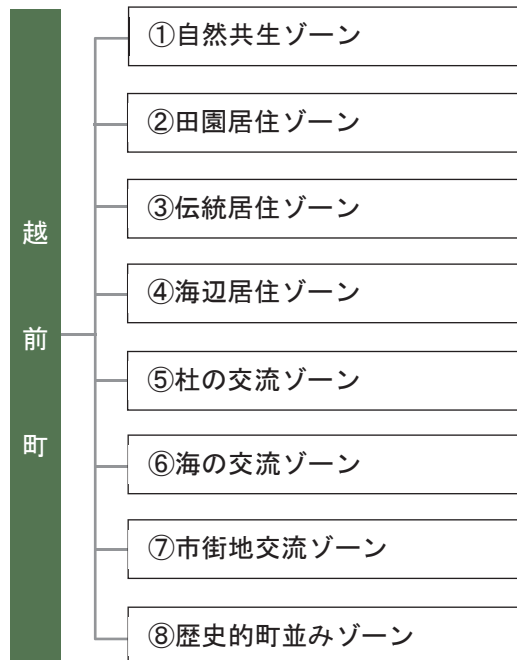 越前町
①自然共生ゾーン
②田園居住ゾーン
③伝統居住ゾーン
④海辺居住ゾーン
⑤杜の交流ゾーン
⑥海の交流ゾーン
⑦市街地交流ゾーン
⑧歴史的町並みゾーン